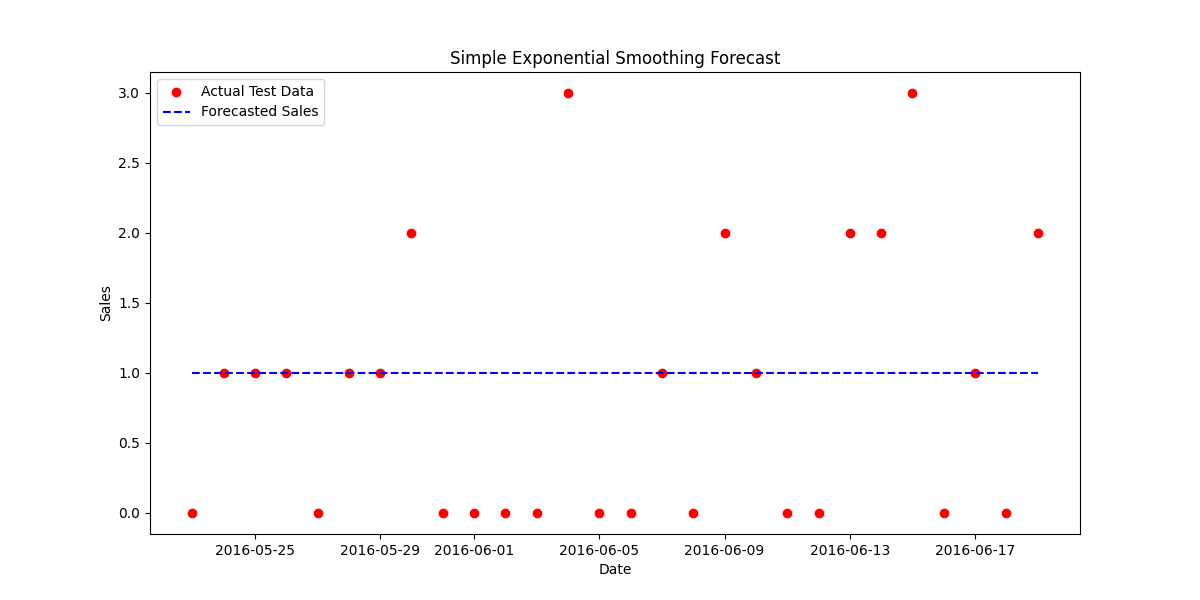 Simple Exponential Smoothing Forecast
Actual Test Data
Forecasted Sales
3.0
2.5
2.0
1.5
1.0
0.5
0.0
Sales
2016-05-25 2016-05-29 2016-06-01 2016-06-05 2016-06-09 2016-06-13 2016-06-17
Date